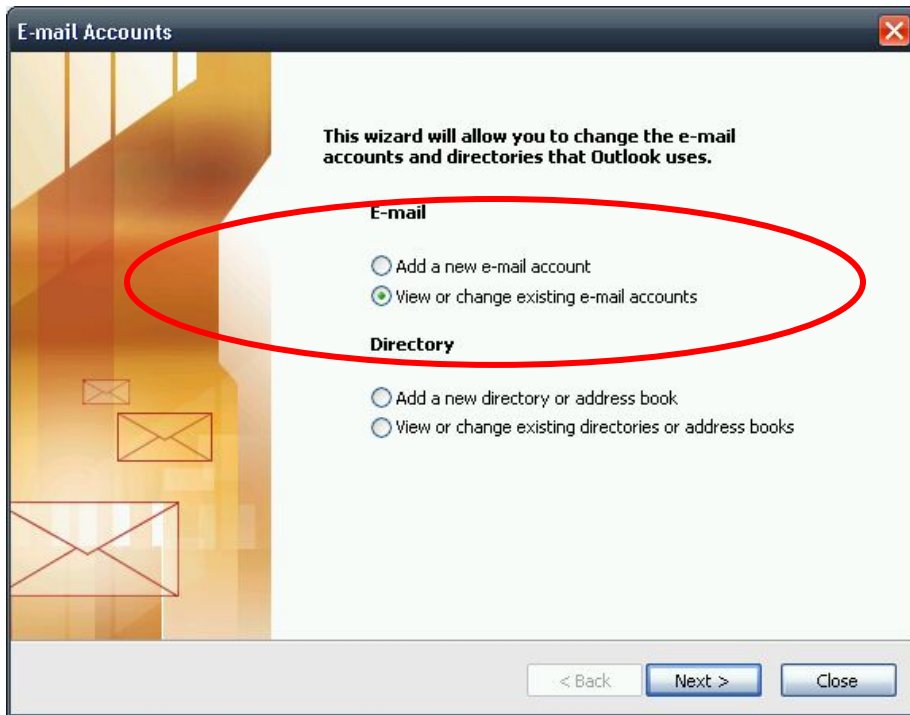 E-mail Accounts
This wizard will allow you to change the e-mail
accounts and directories that Outlook uses.
E-mail
Add a new e-mail account
View or change existing e-mail accounts
Directory
Add a new directory or address book
View or change existing directories or address books
< Back
Next >
Close